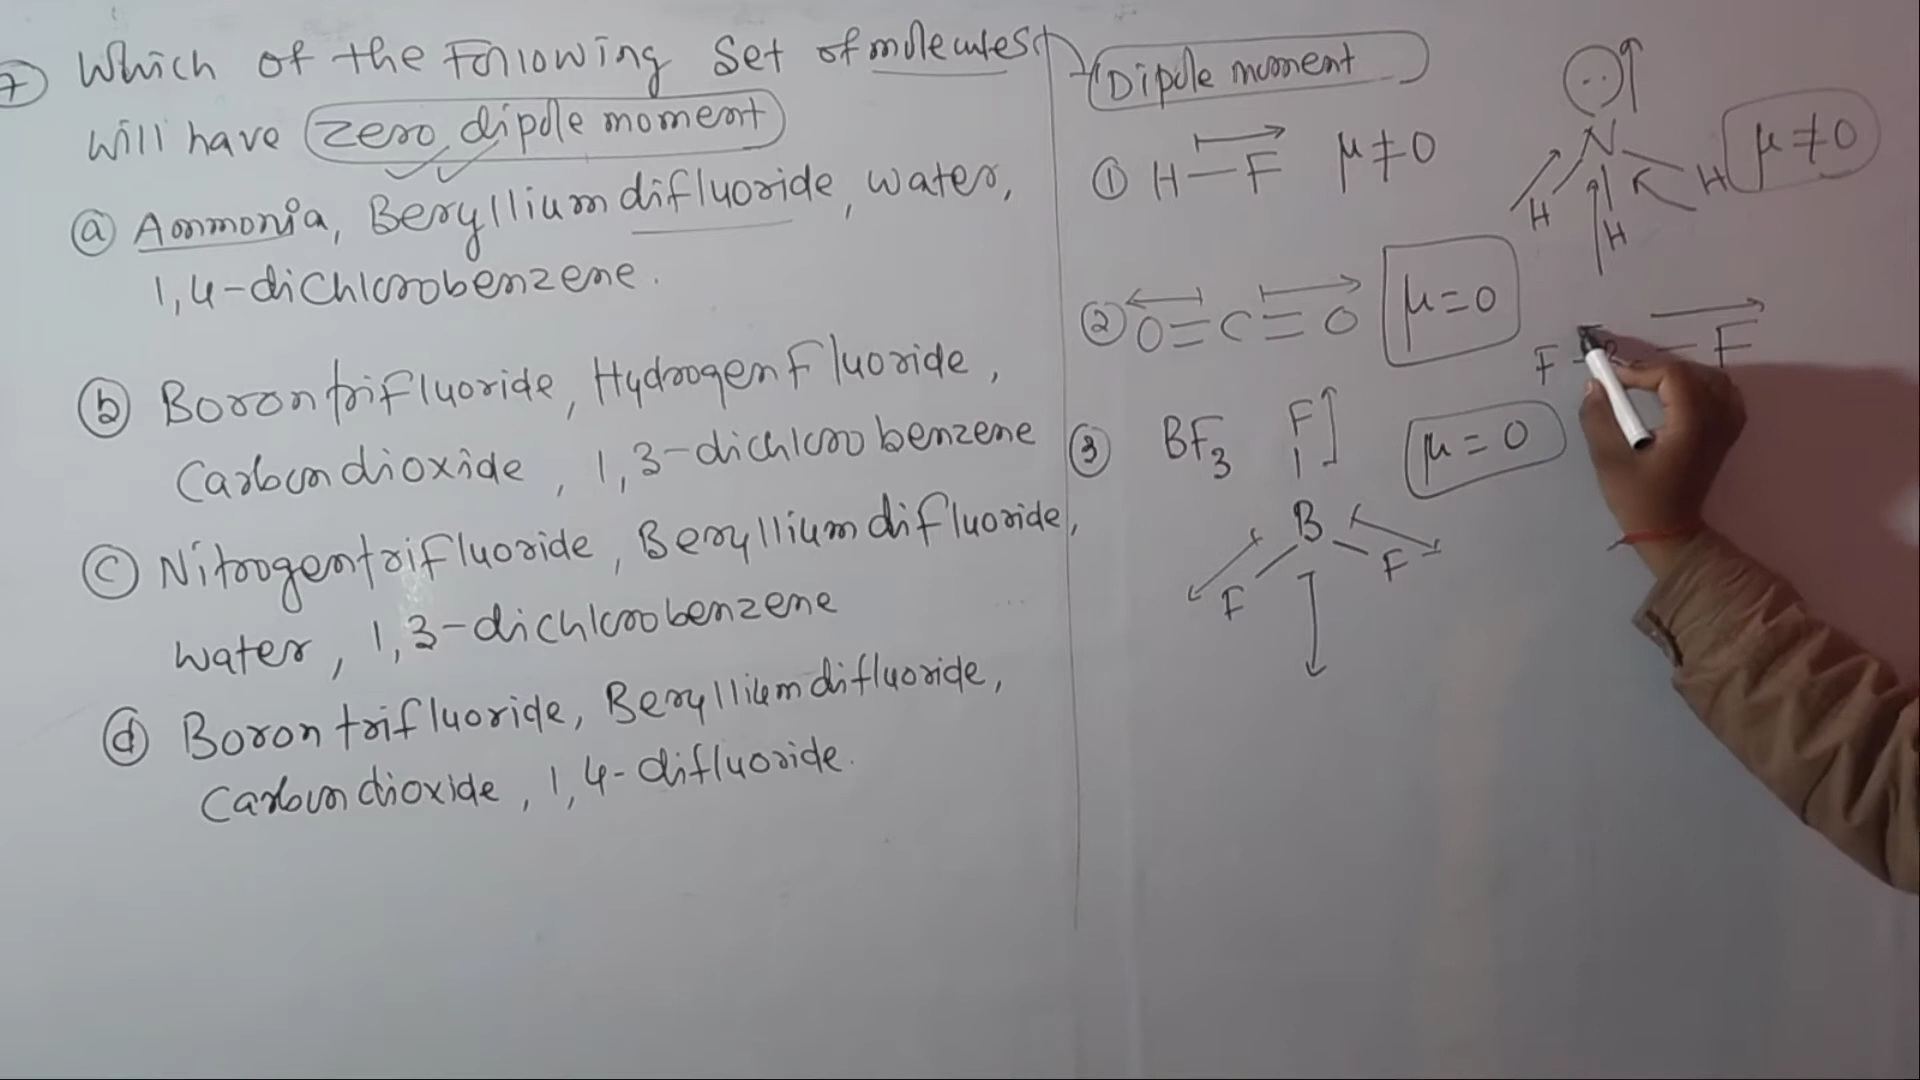 7 Which of the Following Set of molecules
will have zero dipole moment
(a) Ammonia, Beryllium difluoride, water,
1,4-dichlorobenzene.
(b) Boron trifluoride, Hydrogen Fluoride,
Carbon dioxide, 1,3-dichloro benzene
(c) Nitrogen trifluoride, Beryllium difluoride,
water, 1,3-dichlorobenzene
(d) Boron trifluoride, Beryllium difluoride,
Carbon dioxide, 1,4-difluoride.
Dipole moment
(1) H-F μ≠0
(2) O=C=O μ=0
(3) BF3 μ=0
F
B
F F
N
H H H μ≠0
F F